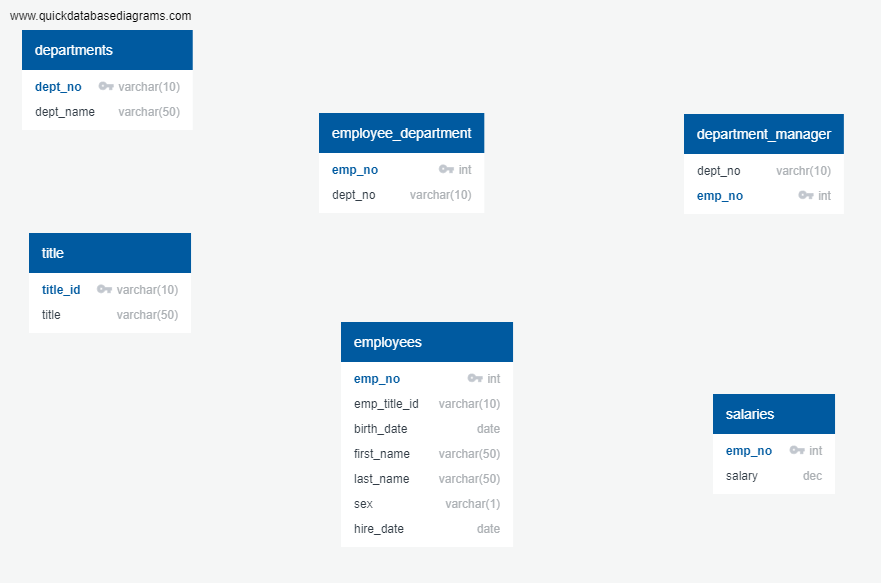 www.quickdatabasediagrams.com
departments
dept_no varchar(10)
dept_name varchar(50)
employee_department
emp_no int
dept_no varchar(10)
department_manager
dept_no varchr(10)
emp_no int
title
title_id varchar(10)
title varchar(50)
employees
emp_no int
emp_title_id varchar(10)
birth_date date
first_name varchar(50)
last_name varchar(50)
sex varchar(1)
hire_date date
salaries
emp_no int
salary dec